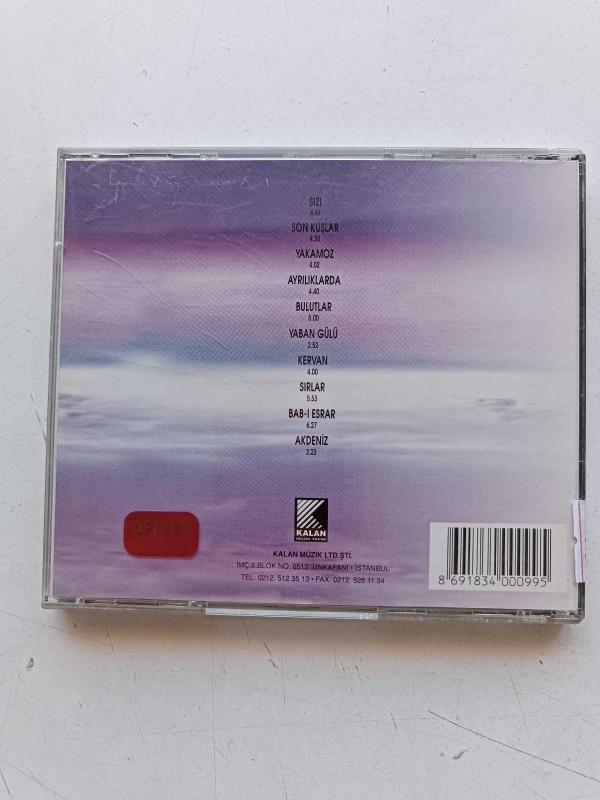 SIZI
4.46
SON KUŞLAR
4.30
YAKAMOZ
4.02
AYRILIKLARDA
4.40
BULUTLAR
5.00
YABAN GÜLÜ
2.52
KERVAN
4.00
SIRLAR
5.53
BAB-I ESRAR
6.27
AKDENİZ
3.23
KALAN
MÜZİK YAPIM
KALAN MÜZİK LTD.ŞTİ.
İMÇ.6.BLOK NO: 6512 UNKAPANI • İSTANBUL
TEL: 0212. 512 35 13 • FAX: 0212. 528 11 34
8 691834 000995